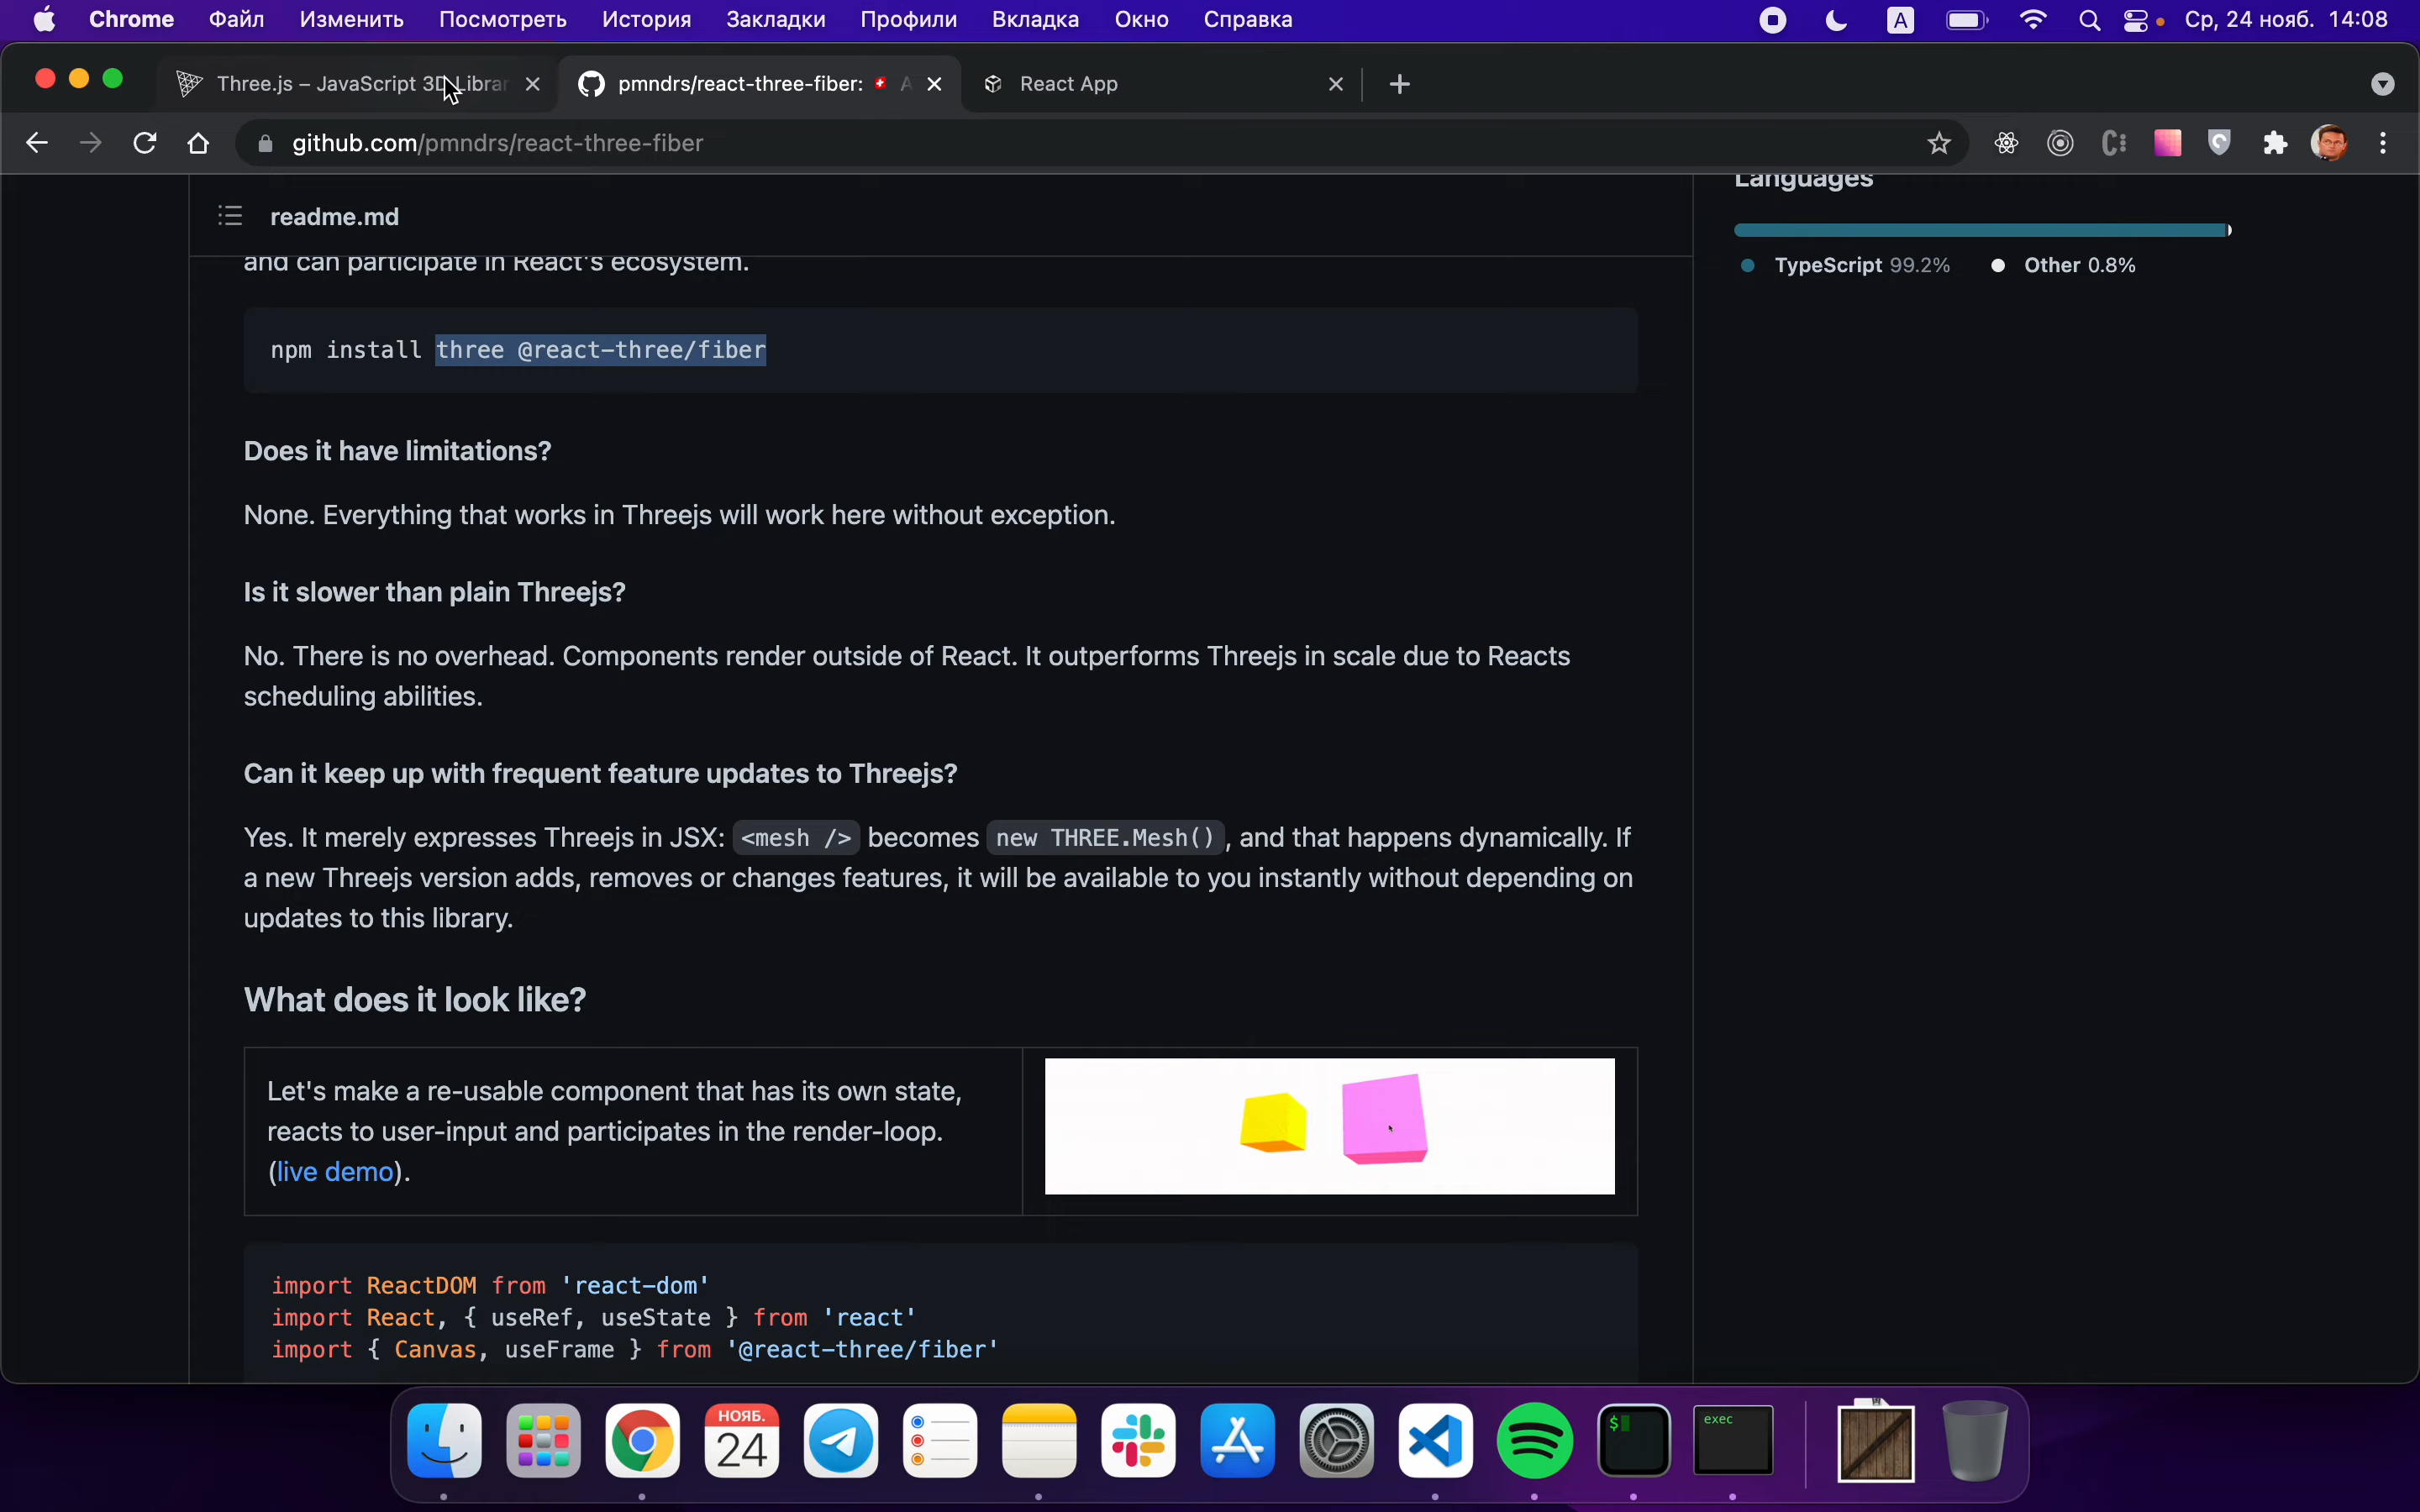 Chrome Файл Изменить Посмотреть История Закладки Профили Вкладка Окно Справка A Ср, 24 нояб. 14:08
Three.js – JavaScript 3D Librar pmndrs/react-three-fiber: A React App
github.com/pmndrs/react-three-fiber
Languages
readme.md
TypeScript 99.2% Other 0.8%
and can participate in React's ecosystem.
npm install three @react-three/fiber
Does it have limitations?
None. Everything that works in Threejs will work here without exception.
Is it slower than plain Threejs?
No. There is no overhead. Components render outside of React. It outperforms Threejs in scale due to Reacts
scheduling abilities.
Can it keep up with frequent feature updates to Threejs?
Yes. It merely expresses Threejs in JSX: <mesh /> becomes new THREE.Mesh(), and that happens dynamically. If
a new Threejs version adds, removes or changes features, it will be available to you instantly without depending on
updates to this library.
What does it look like?
Let's make a re-usable component that has its own state,
reacts to user-input and participates in the render-loop.
(live demo).
import ReactDOM from 'react-dom'
import React, { useRef, useState } from 'react'
import { Canvas, useFrame } from '@react-three/fiber'
НОЯБ.
24
$
exec